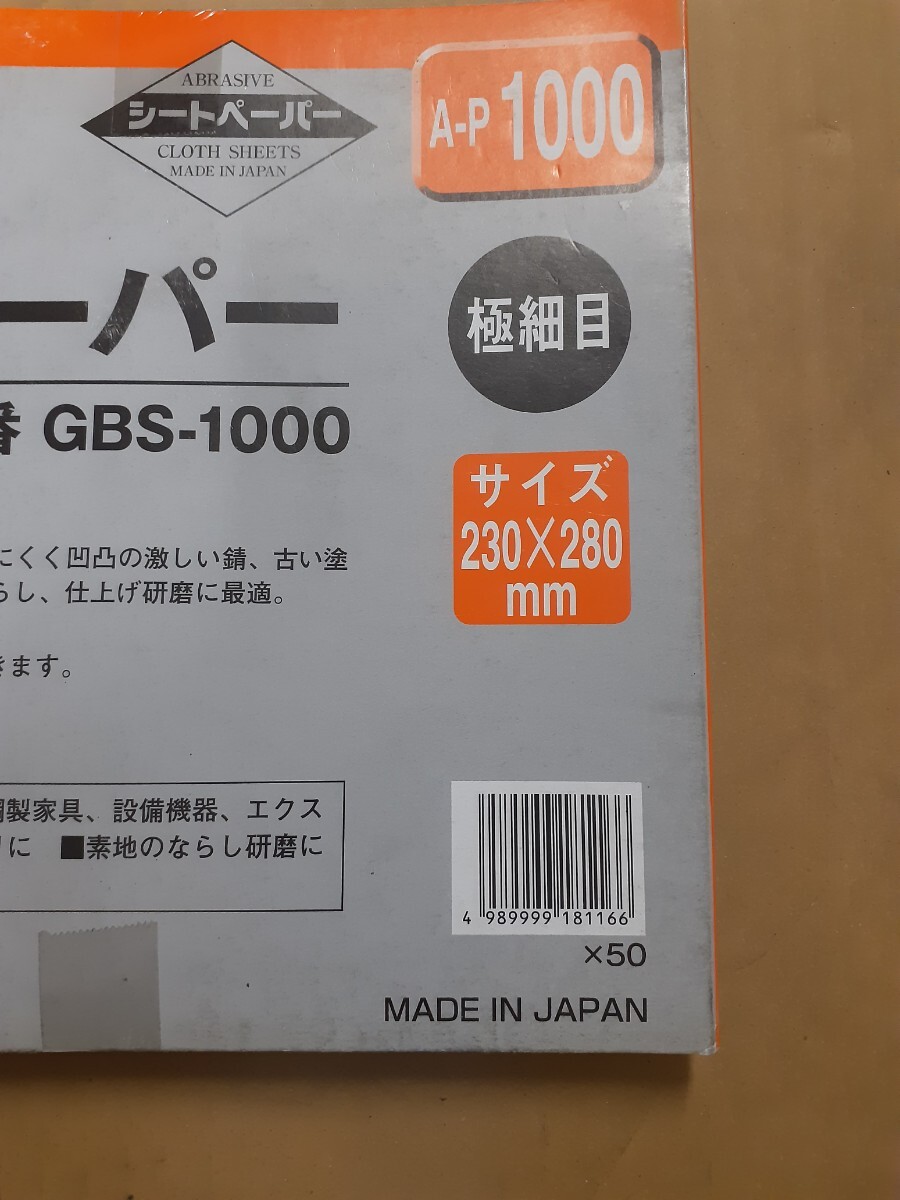 ABRASIVE
シートペーパー
CLOTH SHEETS
MADE IN JAPAN
A-P 1000
ーパー
極細目
番 GBS-1000
サイズ
230×280
mm
にくく凹凸の激しい錆、古い塗
らし、仕上げ研磨に最適。
きます。
鋼製家具、設備機器、エクス
りに ■素地のならし研磨に
4 989999 181166
×50
MADE IN JAPAN